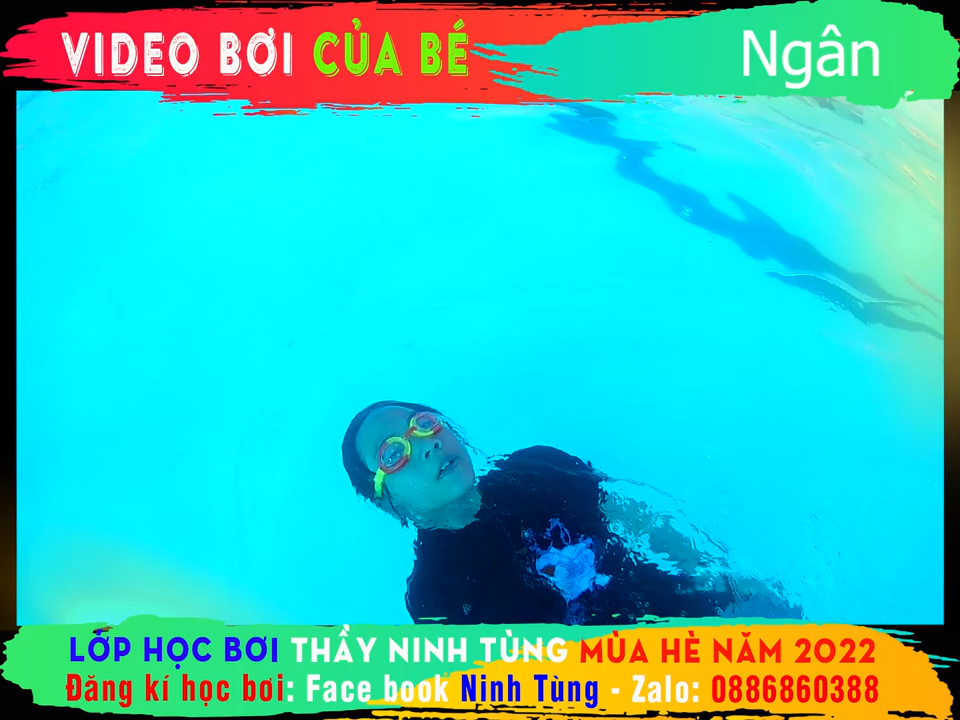 VIDEO BƠI CỦA BÉ
Ngân
LỚP HỌC BƠI THẦY NINH TÙNG MÙA HÈ NĂM 2022
Đăng kí học bơi: Face book Ninh Tùng - Zalo: 0886860388